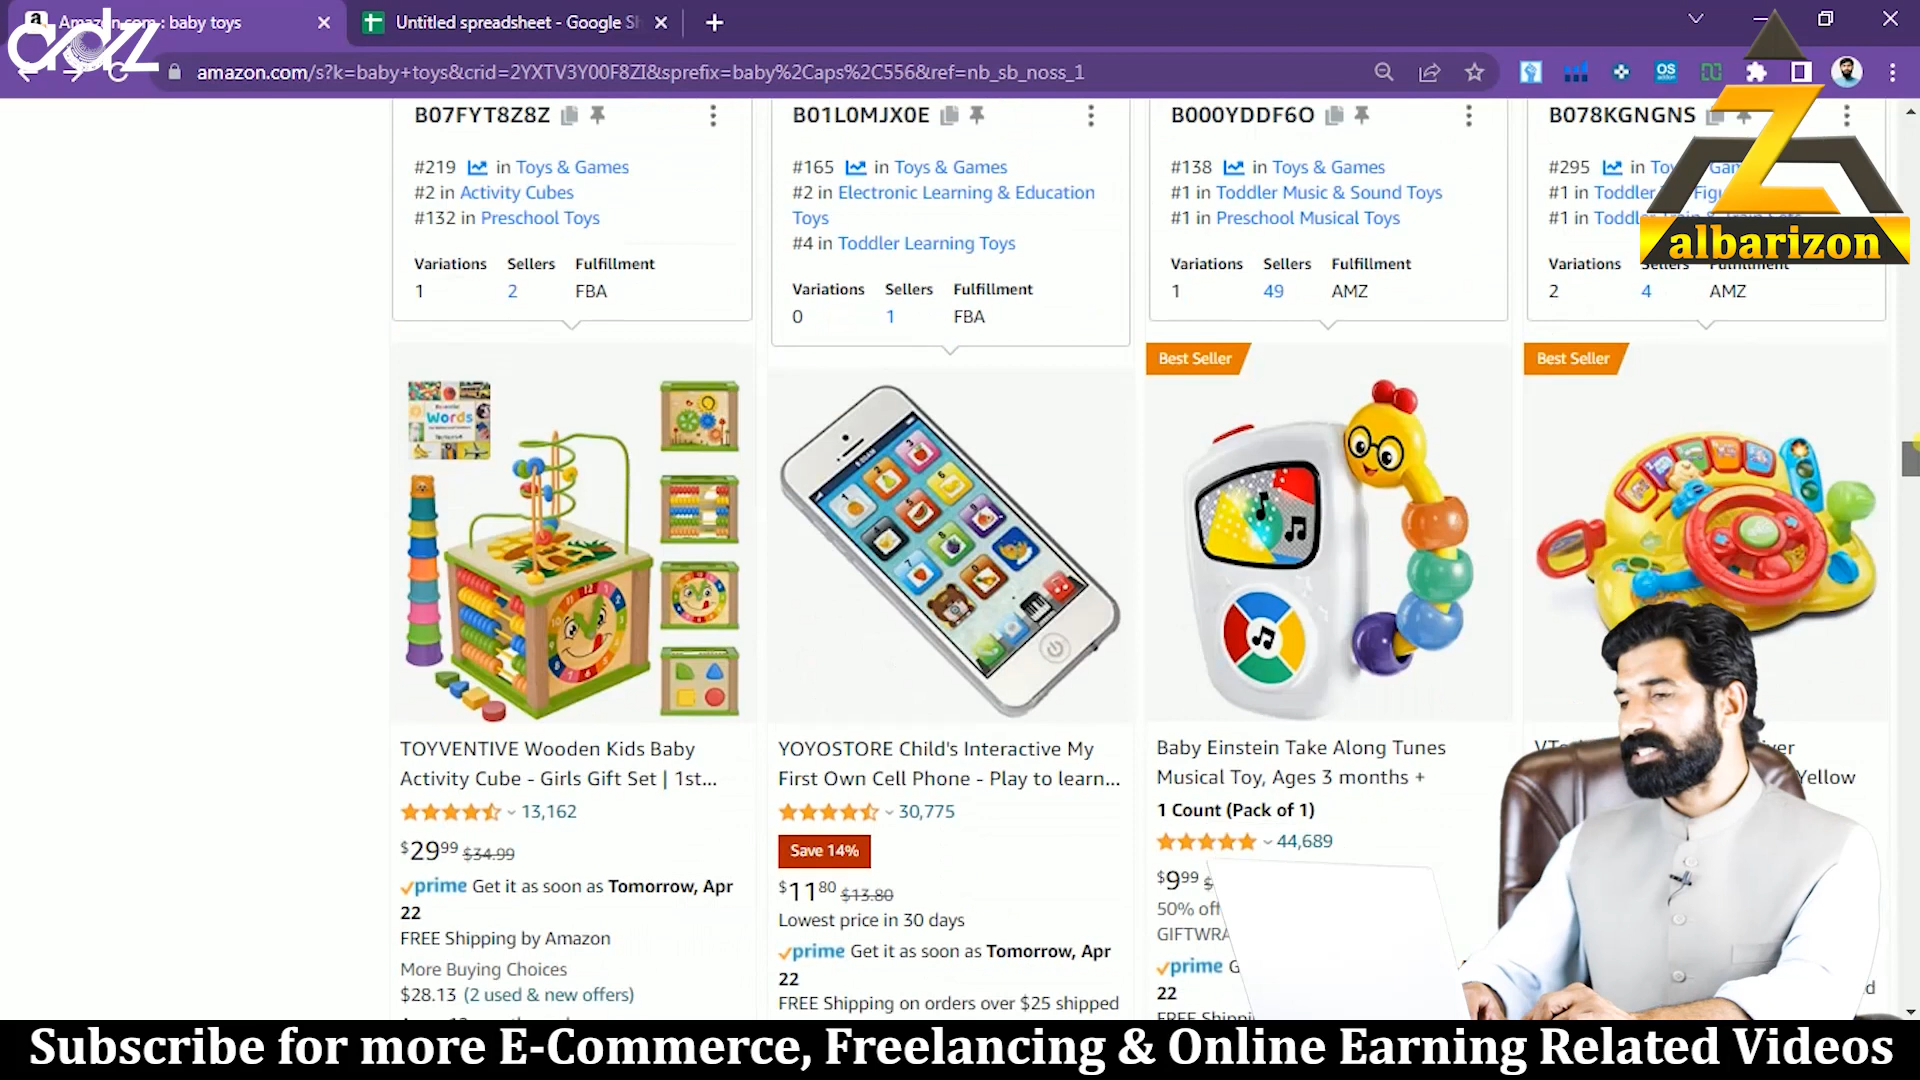 Amazon.com : baby toys
Untitled spreadsheet - Google Sh
adz
amazon.com/s?k=baby+toys&crid=2YXTV3Y00F8ZI&sprefix=baby%2Caps%2C556&ref=nb_sb_noss_1
B07FYT8Z8Z
#219 in Toys & Games
#2 in Activity Cubes
#132 in Preschool Toys
Variations Sellers Fulfillment
1 2 FBA
B01L0MJX0E
#165 in Toys & Games
#2 in Electronic Learning & Education
Toys
#4 in Toddler Learning Toys
Variations Sellers Fulfillment
0 1 FBA
B000YDDF6O
#138 in Toys & Games
#1 in Toddler Music & Sound Toys
#1 in Preschool Musical Toys
Variations Sellers Fulfillment
1 49 AMZ
B078KGNGNS
#295 in
#1 in
#1 in
Variations Sellers Fulfillment
2 4 AMZ
Z
albarizon
Words
Best Seller
Best Seller
TOYVENTIVE Wooden Kids Baby
Activity Cube - Girls Gift Set | 1st...
13,162
$29.99 $34.99
prime Get it as soon as Tomorrow, Apr
22
FREE Shipping by Amazon
More Buying Choices
$28.13 (2 used & new offers)
YOYOSTORE Child's Interactive My
First Own Cell Phone - Play to learn...
30,775
Save 14%
$11.80 $13.80
Lowest price in 30 days
prime Get it as soon as Tomorrow, Apr
22
FREE Shipping on orders over $25 shipped
Baby Einstein Take Along Tunes
Musical Toy, Ages 3 months +
1 Count (Pack of 1)
44,689
$9.99
50% off
GIFTWRA
prime G
22
FREE
Yellow
Subscribe for more E-Commerce, Freelancing & Online Earning Related Videos